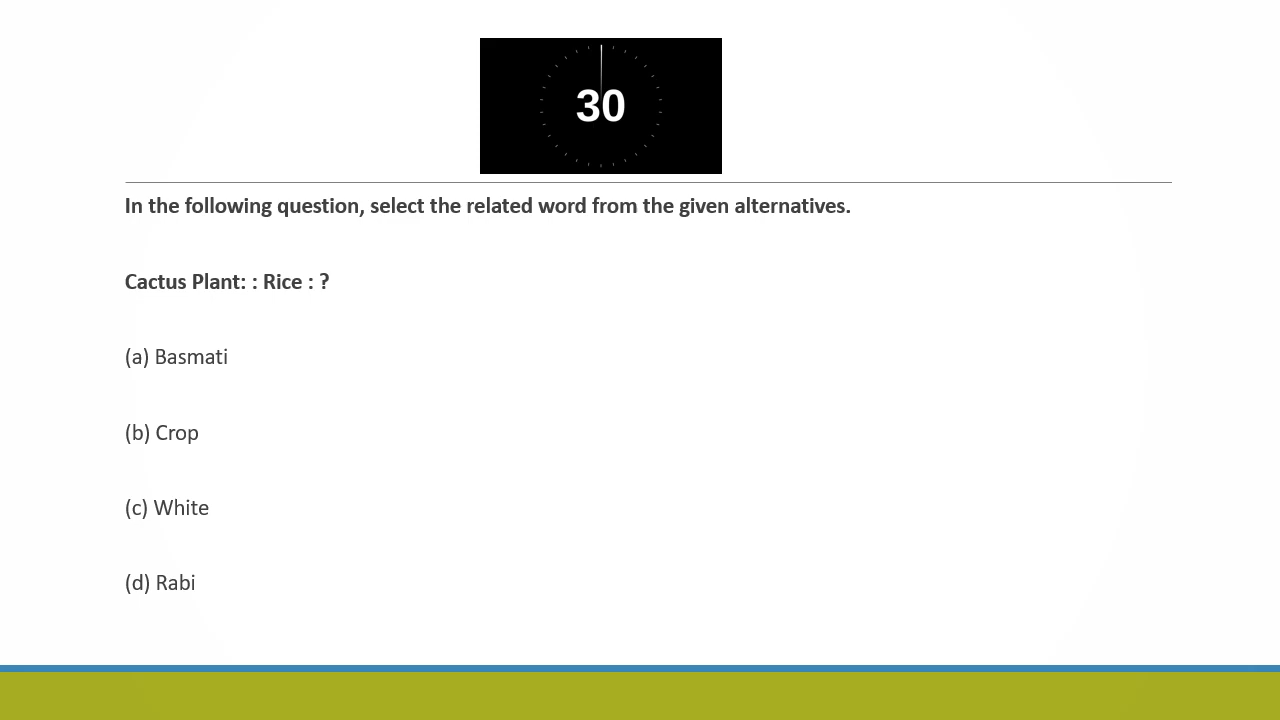 30
In the following question, select the related word from the given alternatives.
Cactus Plant: : Rice : ?
(a) Basmati
(b) Crop
(c) White
(d) Rabi